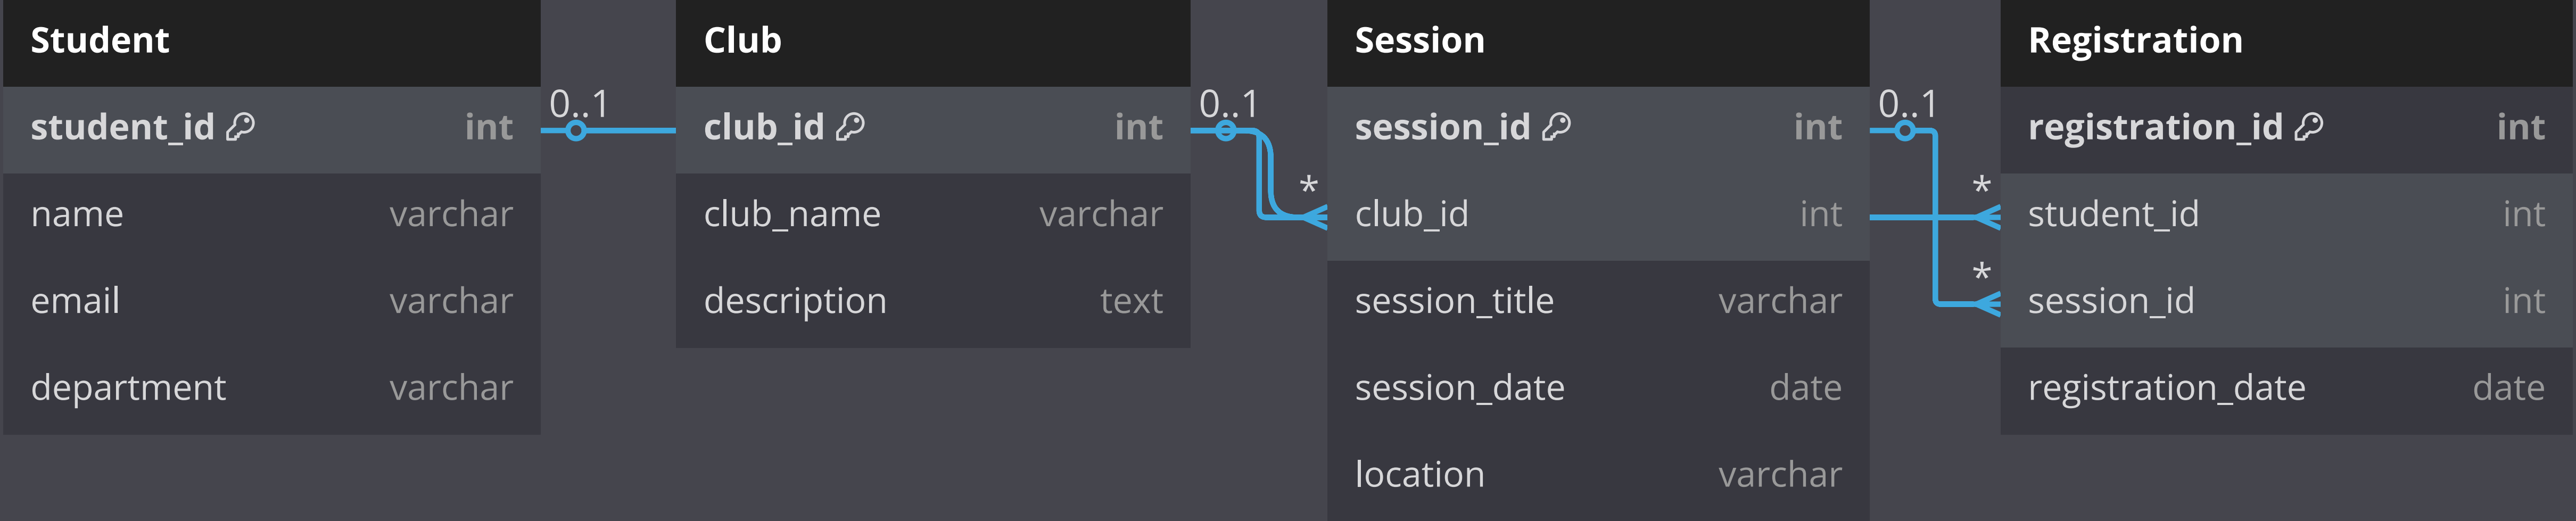 Student
student_id int
name varchar
email varchar
department varchar
0..1
Club
club_id int
club_name varchar
description text
0..1
*
Session
session_id int
club_id int
session_title varchar
session_date date
location varchar
0..1
*
*
Registration
registration_id int
student_id int
session_id int
registration_date date